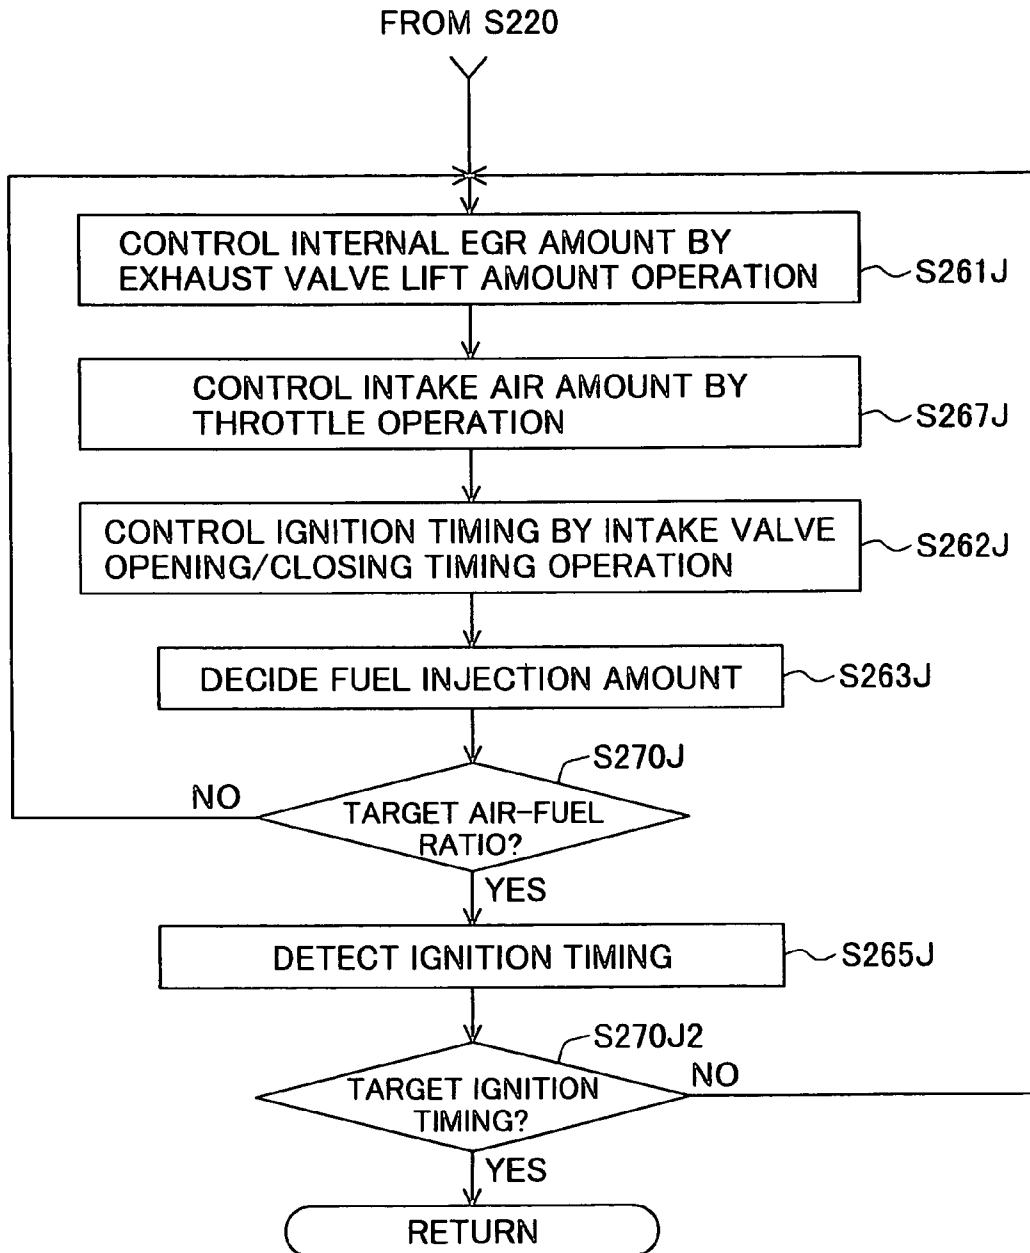 FROM S220
CONTROL INTERNAL EGR AMOUNT BY
EXHAUST VALVE LIFT AMOUNT OPERATION
S261J
CONTROL INTAKE AIR AMOUNT BY
THROTTLE OPERATION
S267J
CONTROL IGNITION TIMING BY INTAKE VALVE
OPENING/CLOSING TIMING OPERATION
S262J
DECIDE FUEL INJECTION AMOUNT
S263J
S270J
NO
TARGET AIR-FUEL
RATIO?
YES
DETECT IGNITION TIMING
S265J
S270J2
TARGET IGNITION
TIMING?
NO
YES
RETURN